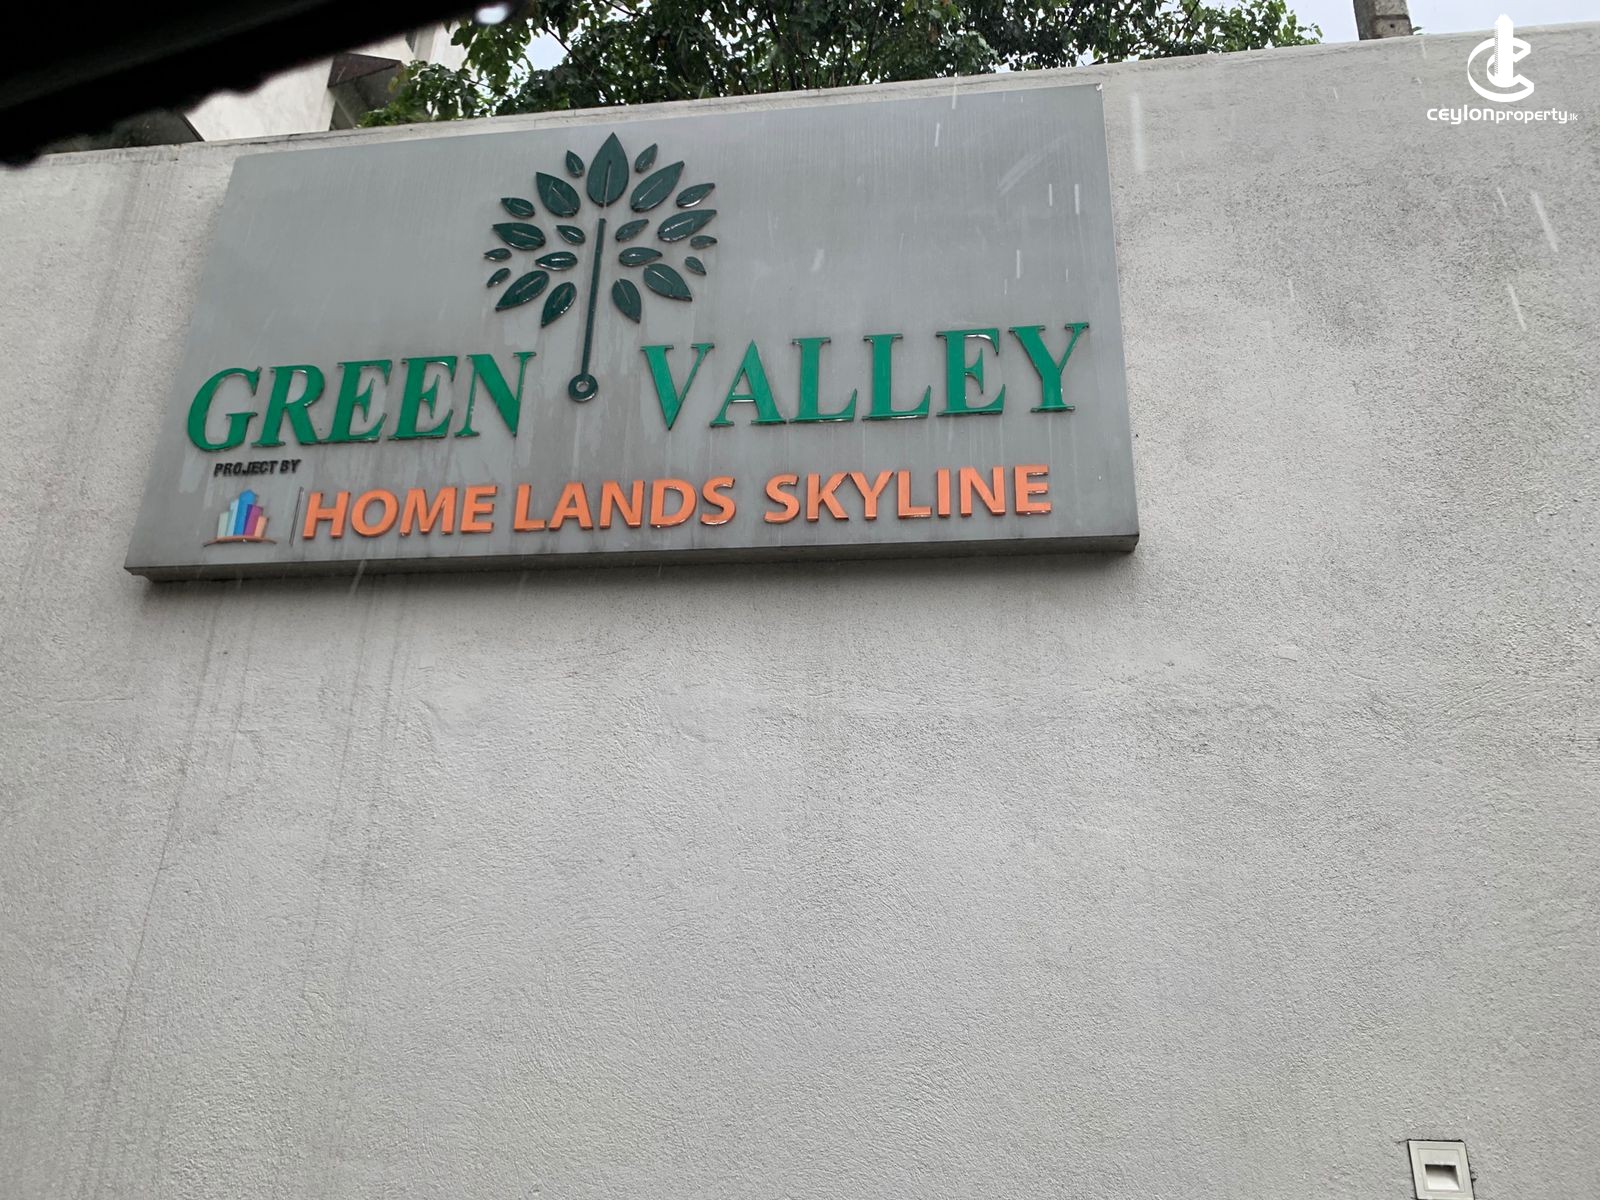 ceylonproperty.lk
GREEN VALLEY
PROJECT BY
HOME LANDS SKYLINE